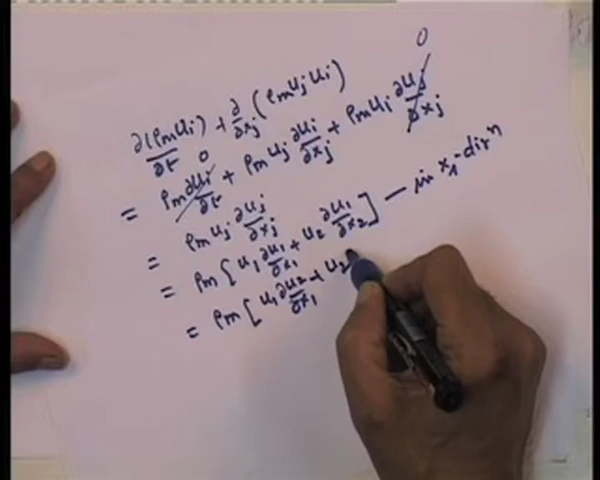 ∂(ρm ui)/∂t + ∂/∂xj (ρm uj ui)
= ρm ∂ui/∂t 0 + ρm uj ∂ui/∂xj + ρm ui ∂uj/∂xj 0
= ρm uj ∂uj/∂xj
= ρm [ u1 ∂u1/∂x1 + u2 ∂u1/∂x2 ] — in x1-dirn
= ρm [ u1 ∂u2/∂x1 + u2